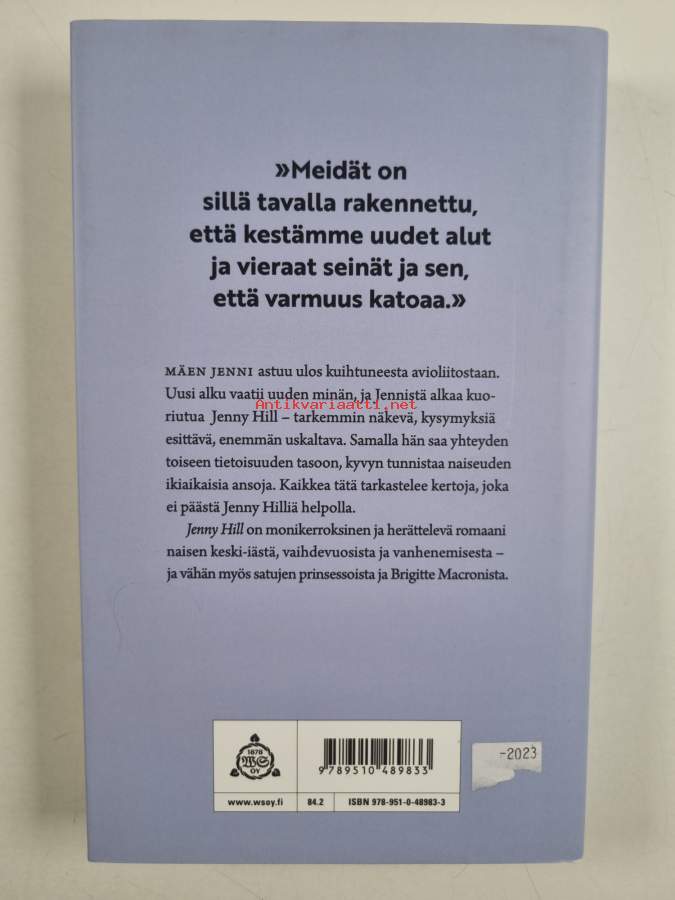 »Meidät on
sillä tavalla rakennettu,
että kestämme uudet alut
ja vieraat seinät ja sen,
että varmuus katoaa.»
MÄEN JENNI astuu ulos kuihtuneesta avioliitostaan.
Uusi alku vaatii uuden minän, ja Jennistä alkaa kuo-
riutua Jenny Hill – tarkemmin näkevä, kysymyksiä
Antikvariaatti.net
esittävä, enemmän uskaltava. Samalla hän saa yhteyden
toiseen tietoisuuden tasoon, kyvyn tunnistaa naiseuden
ikiaikaisia ansoja. Kaikkea tätä tarkastelee kertoja, joka
ei päästä Jenny Hilliä helpolla.
Jenny Hill on monikerroksinen ja herättelevä romaani
naisen keski-iästä, vaihdevuosista ja vanhenemisesta –
ja vähän myös satujen prinsessoista ja Brigitte Macronista.
1878
WS
OY
9789510489833
-2023
www.wsoy.fi
84.2
ISBN 978-951-0-48983-3